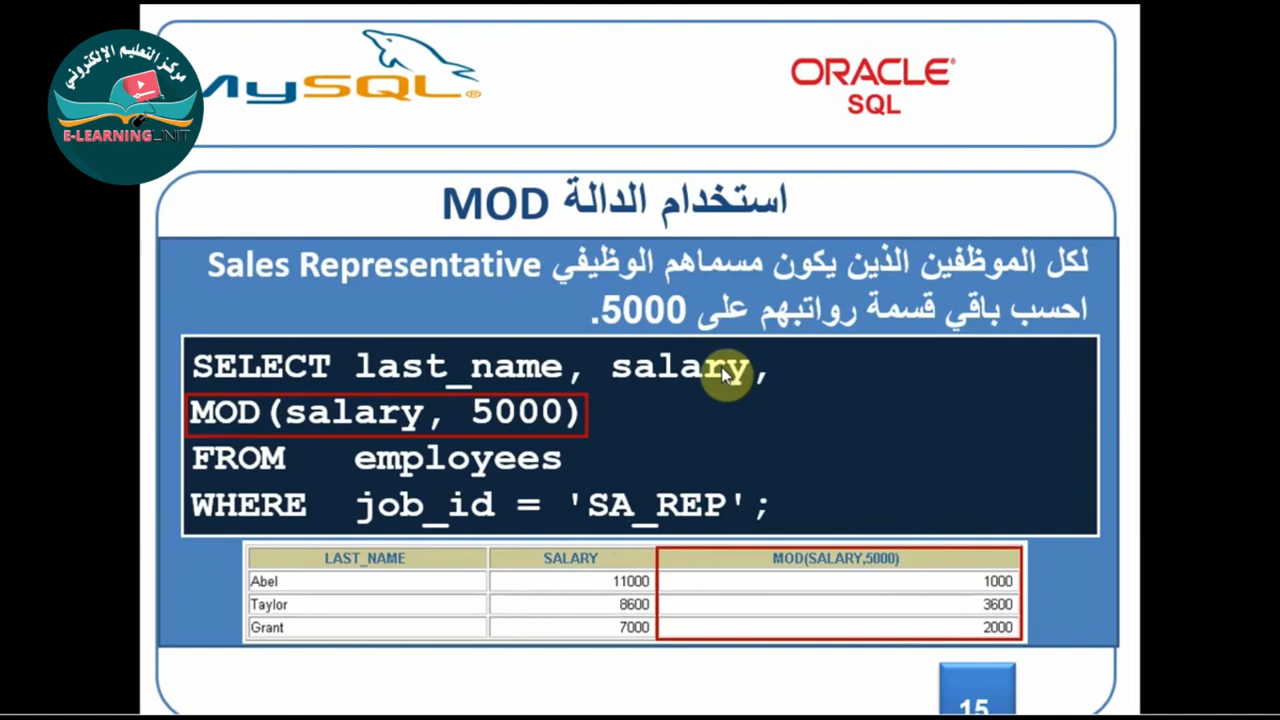 مركز التعليم الإلكتروني
E-LEARNING UNIT
MySQL®
ORACLE®
SQL
استخدام الدالة MOD
لكل الموظفين الذين يكون مسماهم الوظيفي Sales Representative
احسب باقي قسمة رواتبهم على 5000.
SELECT last_name, salary,
MOD(salary, 5000)
FROM employees
WHERE job_id = 'SA_REP';
LAST_NAME SALARY MOD(SALARY,5000)
Abel 11000 1000
Taylor 8600 3600
Grant 7000 2000
15